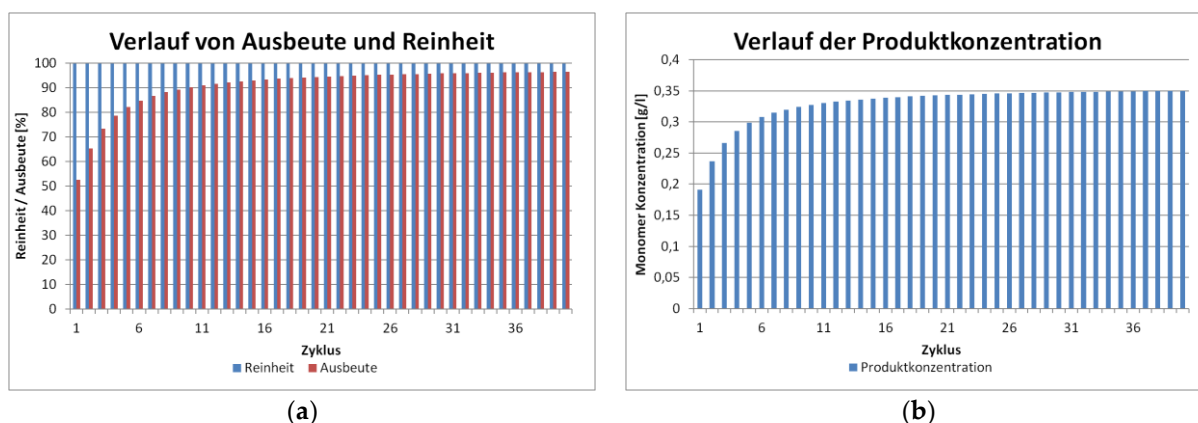 Verlauf von Ausbeute und Reinheit
Reinheit / Ausbeute [%]
100
90
80
70
60
50
40
30
20
10
0
1 6 11 16 21 26 31 36
Zyklus
Reinheit Ausbeute
(a)
Verlauf der Produktkonzentration
Monomer Konzentration [g/l]
0,4
0,35
0,3
0,25
0,2
0,15
0,1
0,05
0
1 6 11 16 21 26 31 36
Zyklus
Produktkonzentration
(b)